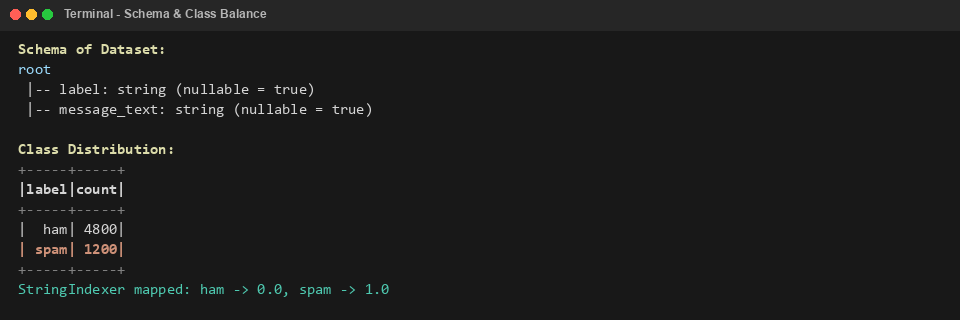 Terminal - Schema & Class Balance
Schema of Dataset:
root
 |-- label: string (nullable = true)
 |-- message_text: string (nullable = true)
Class Distribution:
+-----+-----+
|label|count|
+-----+-----+
|  ham| 4800|
| spam| 1200|
+-----+-----+
StringIndexer mapped: ham -> 0.0, spam -> 1.0